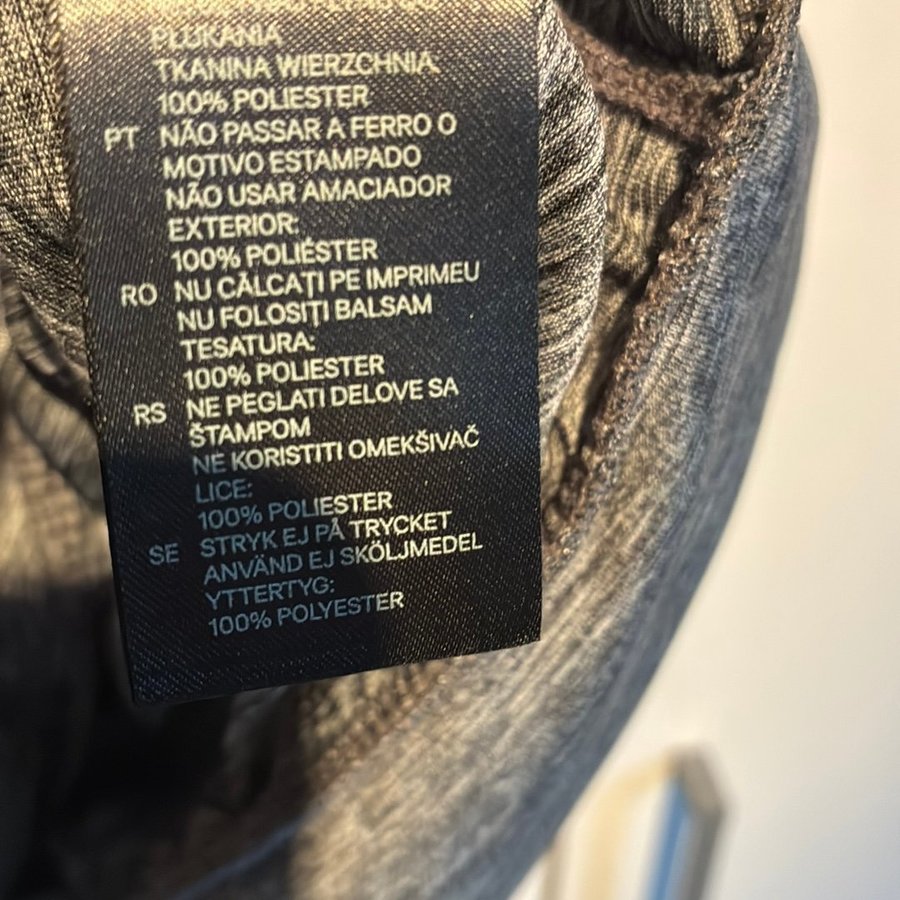 PŁUKANIA
TKANINA WIERZCHNIA:
100% POLIESTER
PT NÃO PASSAR A FERRO O
MOTIVO ESTAMPADO
NÃO USAR AMACIADOR
EXTERIOR:
100% POLIÉSTER
RO NU CĂLCAȚI PE IMPRIMEU
NU FOLOSIȚI BALSAM
TESATURA:
100% POLIESTER
RS NE PEGLATI DELOVE SA
ŠTAMPOM
NE KORISTITI OMEKŠIVAČ
LICE:
100% POLIESTER
SE STRYK EJ PÅ TRYCKET
ANVÄND EJ SKÖLJMEDEL
YTTERTYG:
100% POLYESTER